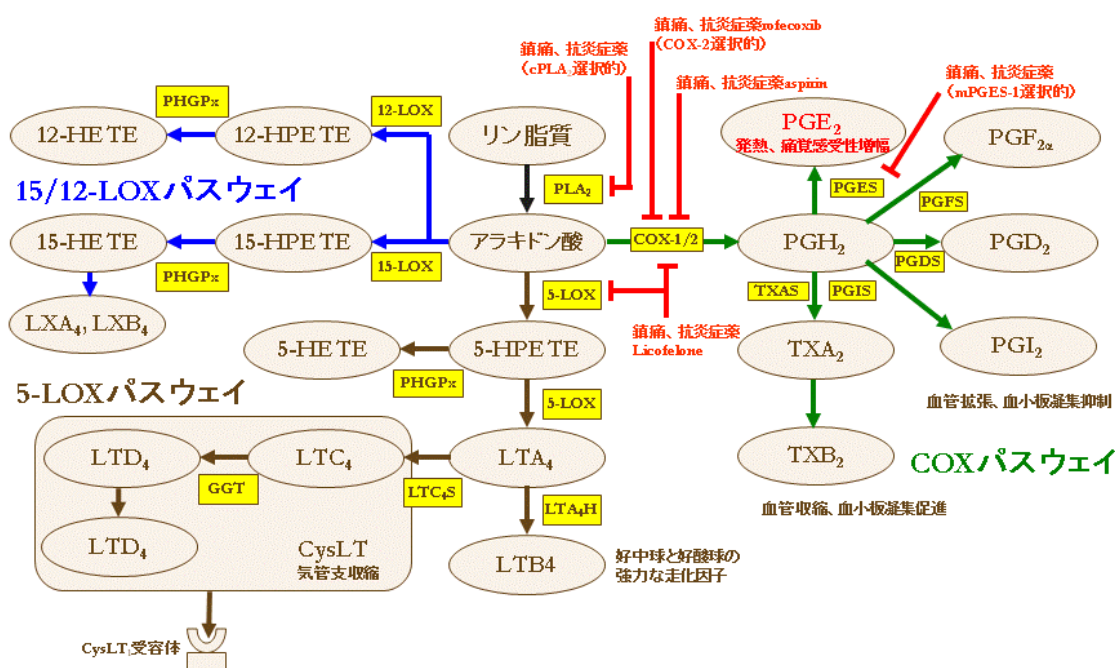 鎮痛、抗炎症薬rofecoxib
(COX-2選択的)
鎮痛、抗炎症薬
(cPLA₂選択的)
鎮痛、抗炎症薬aspirin
鎮痛、抗炎症薬
(mPGES-1選択的)
PHGPx
12-LOX
12-HETE
12-HPETE
リン脂質
PGE₂
発熱、痛覚感受性増幅
PGF₂α
15/12-LOXパスウェイ
PLA₂
PGES
PGFS
15-HETE
15-HPETE
アラキドン酸
COX-1/2
PGH₂
PGD₂
PHGPx
15-LOX
PGDS
5-LOX
TXAS
PGIS
LXA₄, LXB₄
鎮痛、抗炎症薬
Licofelone
5-HETE
5-HPETE
TXA₂
PGI₂
PHGPx
5-LOXパスウェイ
5-LOX
血管拡張、血小板凝集抑制
LTD₄
LTC₄
LTA₄
TXB₂
COXパスウェイ
GGT
LTC₄S
LTA₄H
血管収縮、血小板凝集促進
LTD₄
CysLT
気管支収縮
LTB4
好中球と好酸球の
強力な走化因子
CysLT₁受容体